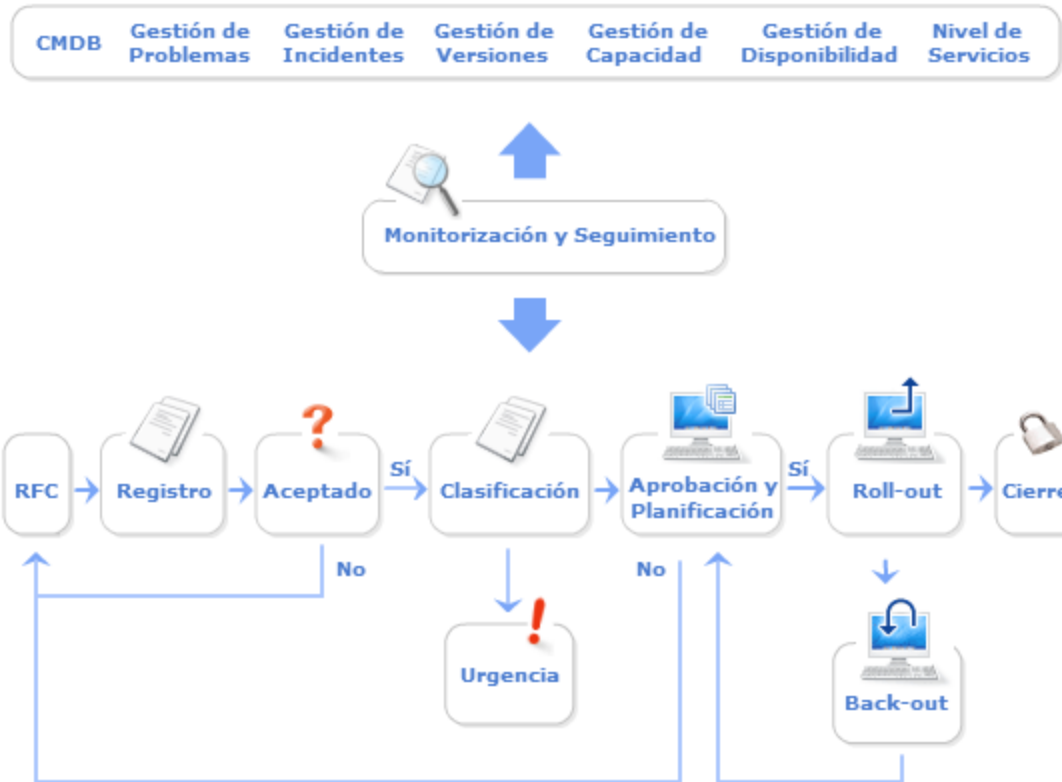 CMDB
Gestión de
Problemas
Gestión de
Incidentes
Gestión de
Versiones
Gestión de
Capacidad
Gestión de
Disponibilidad
Nivel de
Servicios
Monitorización y Seguimiento
RFC
Registro
Aceptado
Sí
Clasificación
Aprobación y
Planificación
Sí
Roll-out
Cierre
No
No
Urgencia
Back-out